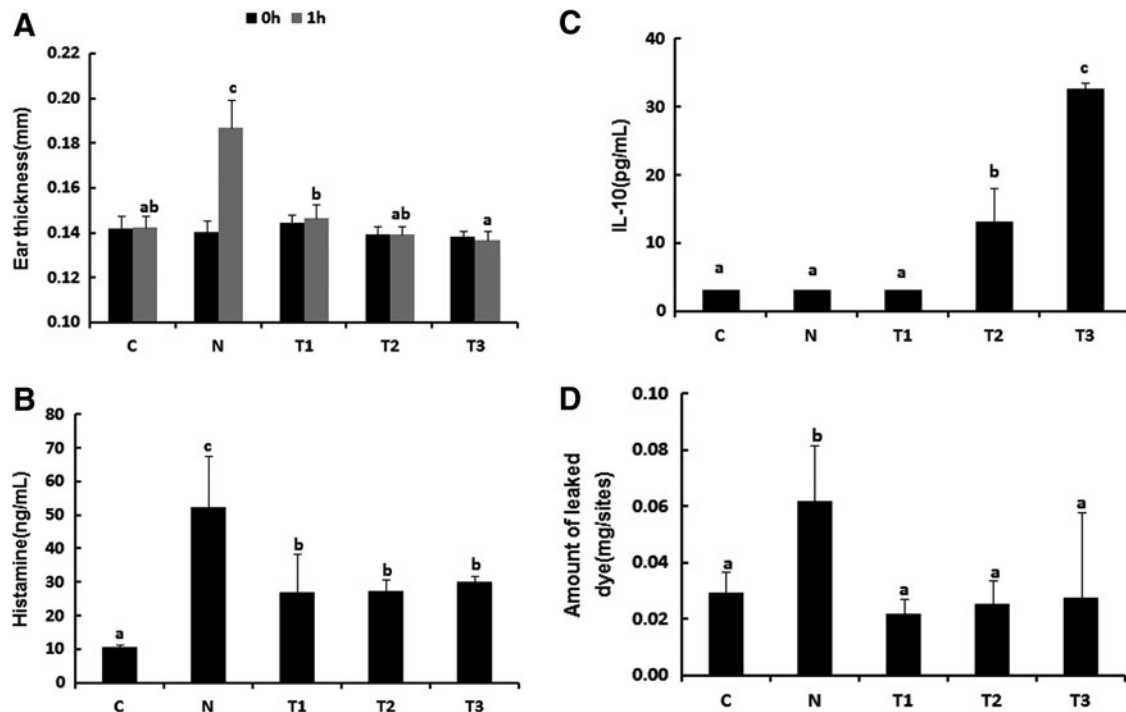 A
0h 1h
Ear thickness(mm)
0.22
0.20
0.18
0.16
0.14
0.12
0.10
ab
c
b
ab
a
C N T1 T2 T3
B
Histamine(ng/mL)
80
70
60
50
40
30
20
10
0
a
c
b
b
b
C N T1 T2 T3
C
IL-10(pg/mL)
40
30
20
10
0
a
a
a
b
c
C N T1 T2 T3
D
Amount of leaked
dye(mg/sites)
0.10
0.08
0.06
0.04
0.02
0.00
a
b
a
a
a
C N T1 T2 T3